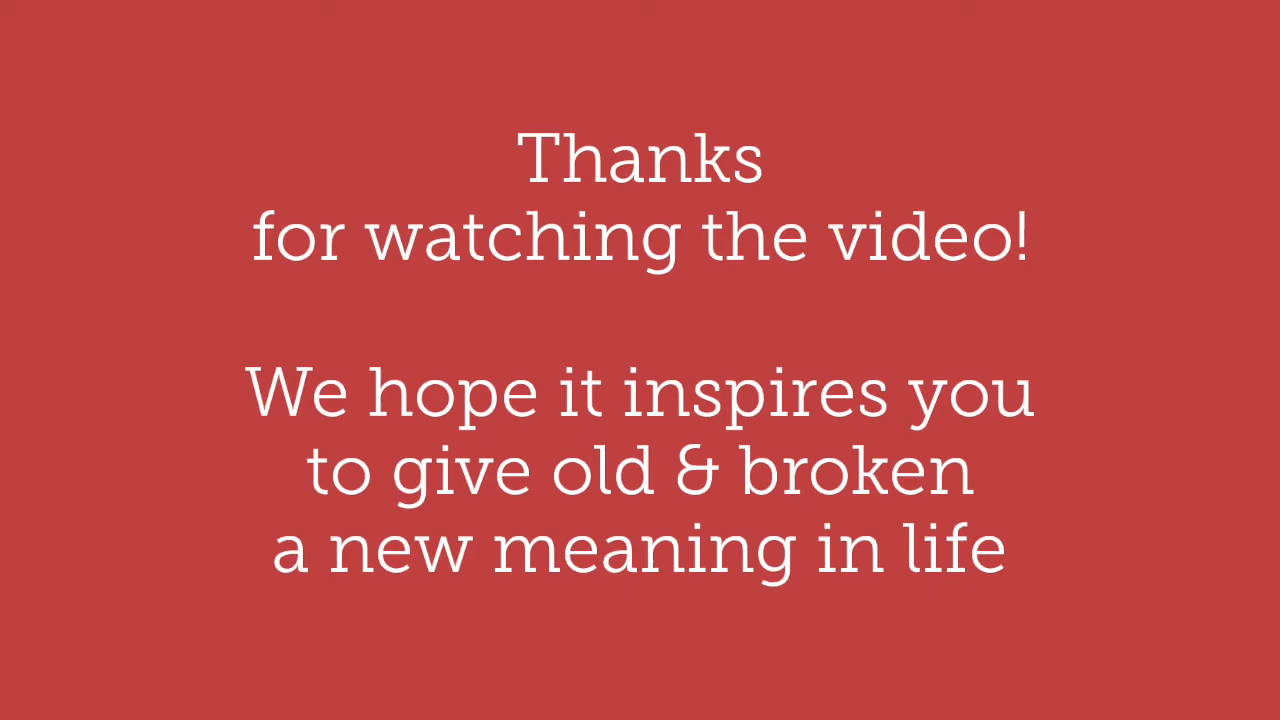 Thanks
for watching the video!
We hope it inspires you
to give old & broken
a new meaning in life